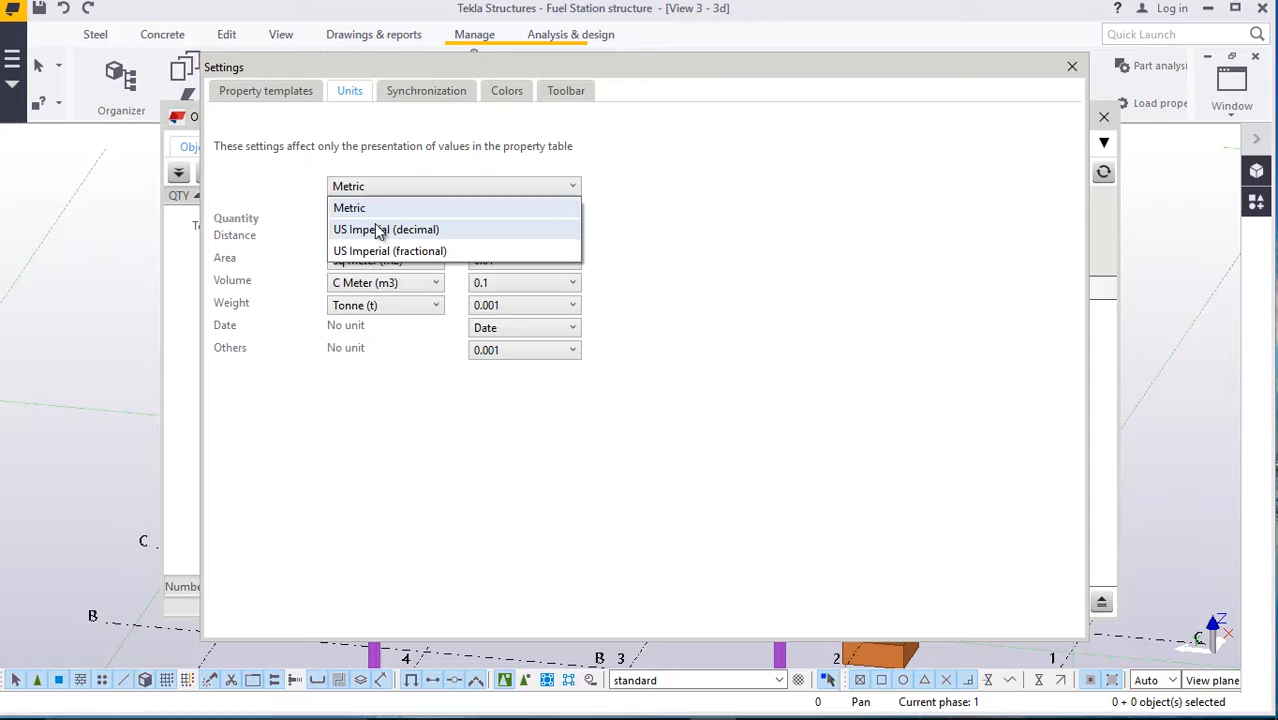 Tekla Structures - Fuel Station structure - [View 3 - 3d]
? Log in
Steel Concrete Edit View Drawings & reports Manage Analysis & design
Quick Launch
Organizer
Part analysi
Load prope
Window
Settings
Property templates Units Synchronization Colors Toolbar
O
Obje
QTY
These settings affect only the presentation of values in the property table
Metric
Metric
US Imperial (decimal)
US Imperial (fractional)
Quantity
Distance
Area
Volume C Meter (m3) 0.1
Weight Tonne (t) 0.001
Date No unit Date
Others No unit 0.001
Numbe
C
B
4 B 3 2 1 C
Z
standard
Auto View plane
0 Pan Current phase: 1 0 + 0 object(s) selected